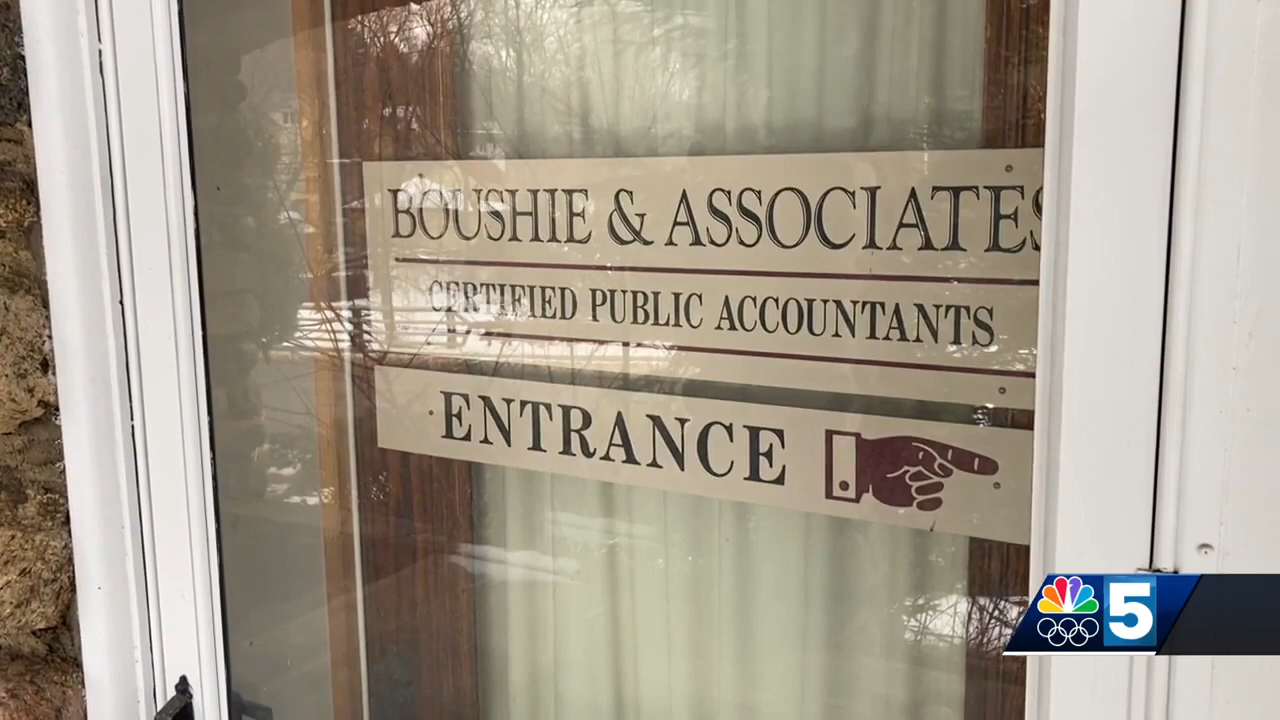 BOUSHIE & ASSOCIATES
CERTIFIED PUBLIC ACCOUNTANTS
ENTRANCE
5